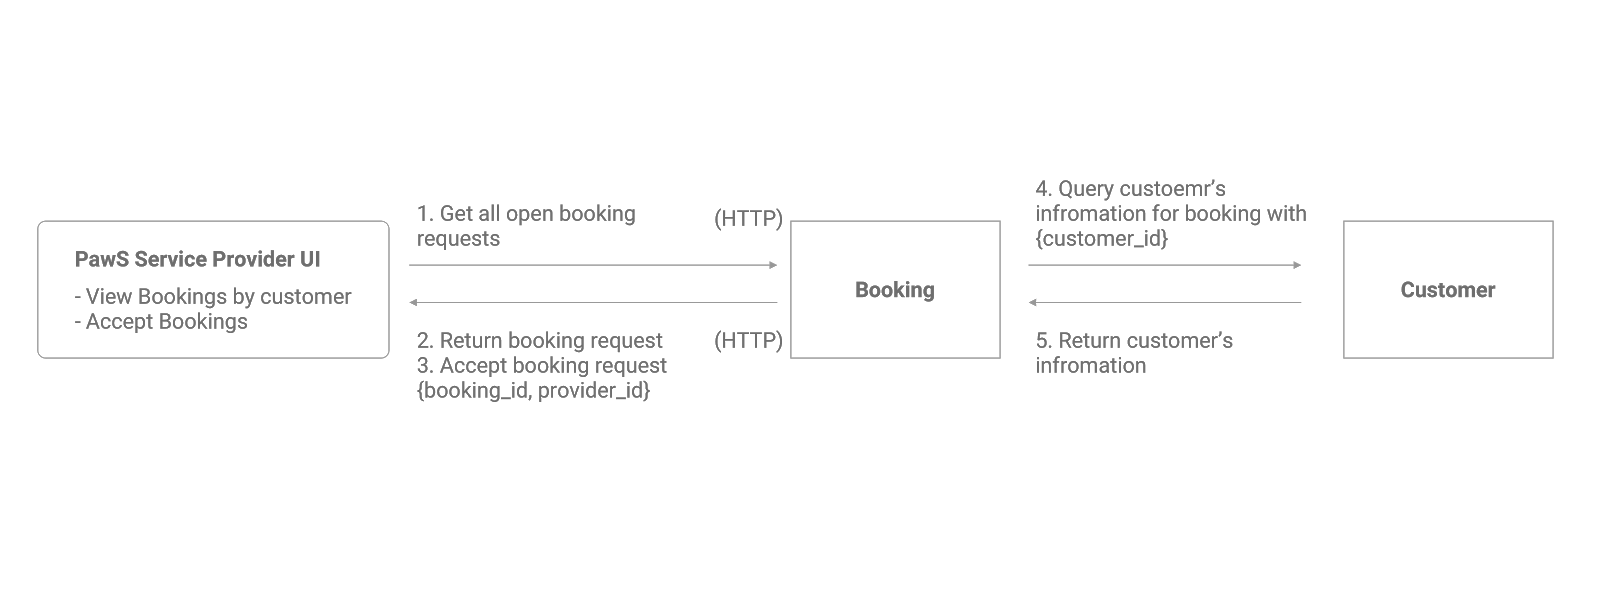 PawS Service Provider UI
- View Bookings by customer
- Accept Bookings
1. Get all open booking
requests
(HTTP)
2. Return booking request
3. Accept booking request
{booking_id, provider_id}
(HTTP)
Booking
4. Query custoemr’s
infromation for booking with
{customer_id}
5. Return customer’s
infromation
Customer